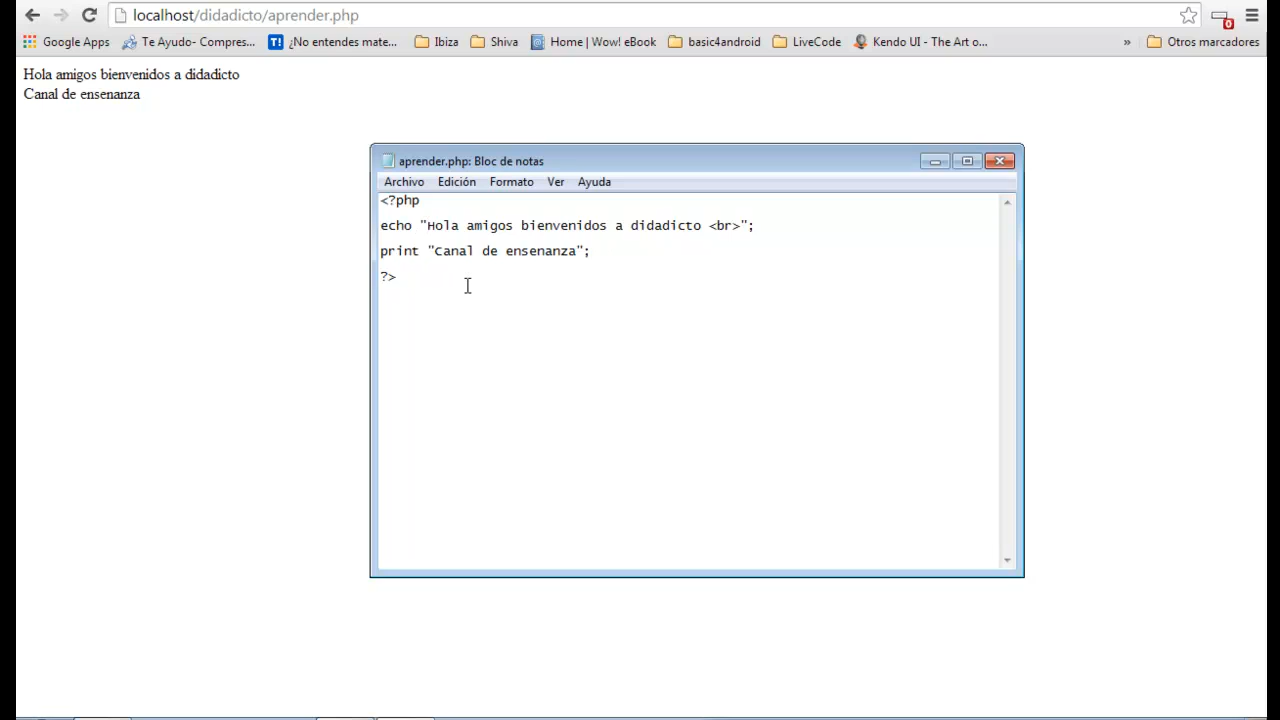 localhost/didadicto/aprender.php
0
Google Apps Te Ayudo- Compres... T! ¿No entendes mate... Ibiza Shiva Home | Wow! eBook basic4android LiveCode Kendo UI - The Art o... » Otros marcadores
Hola amigos bienvenidos a didadicto
Canal de ensenanza
aprender.php: Bloc de notas
Archivo Edición Formato Ver Ayuda
<?php
echo "Hola amigos bienvenidos a didadicto <br>";
print "Canal de ensenanza";
?>